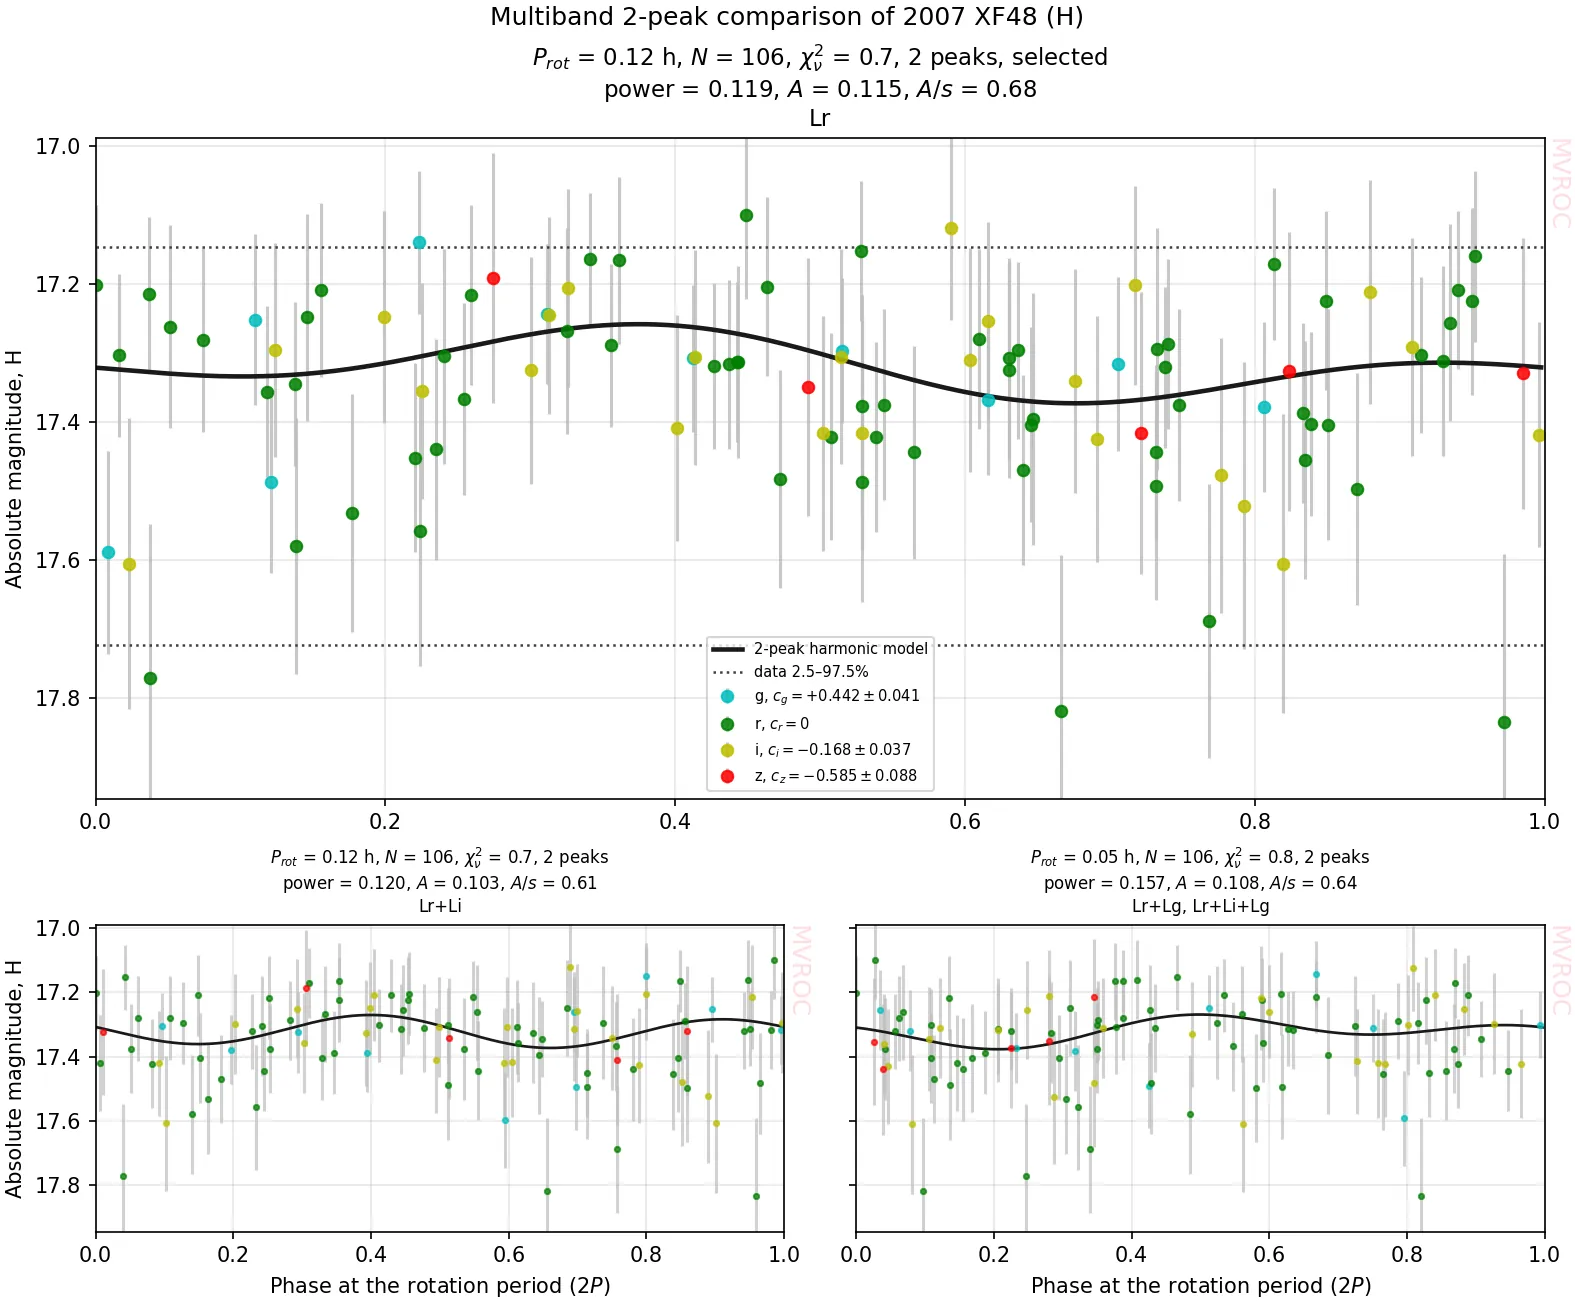 Multiband 2-peak comparison of 2007 XF48 (H)
P_rot = 0.12 h, N = 106, χ²_ν = 0.7, 2 peaks, selected
power = 0.119, A = 0.115, A/s = 0.68
Lr
MVROC
Absolute magnitude, H
17.0
17.2
17.4
17.6
17.8
2-peak harmonic model
data 2.5–97.5%
g, c_g = +0.442 ± 0.041
r, c_r = 0
i, c_i = −0.168 ± 0.037
z, c_z = −0.585 ± 0.088
0.0 0.2 0.4 0.6 0.8 1.0
P_rot = 0.12 h, N = 106, χ²_ν = 0.7, 2 peaks
power = 0.120, A = 0.103, A/s = 0.61
Lr+Li
MVROC
Absolute magnitude, H
17.0
17.2
17.4
17.6
17.8
0.0 0.2 0.4 0.6 0.8 1.0
Phase at the rotation period (2P)
P_rot = 0.05 h, N = 106, χ²_ν = 0.8, 2 peaks
power = 0.157, A = 0.108, A/s = 0.64
Lr+Lg, Lr+Li+Lg
MVROC
0.0 0.2 0.4 0.6 0.8 1.0
Phase at the rotation period (2P)